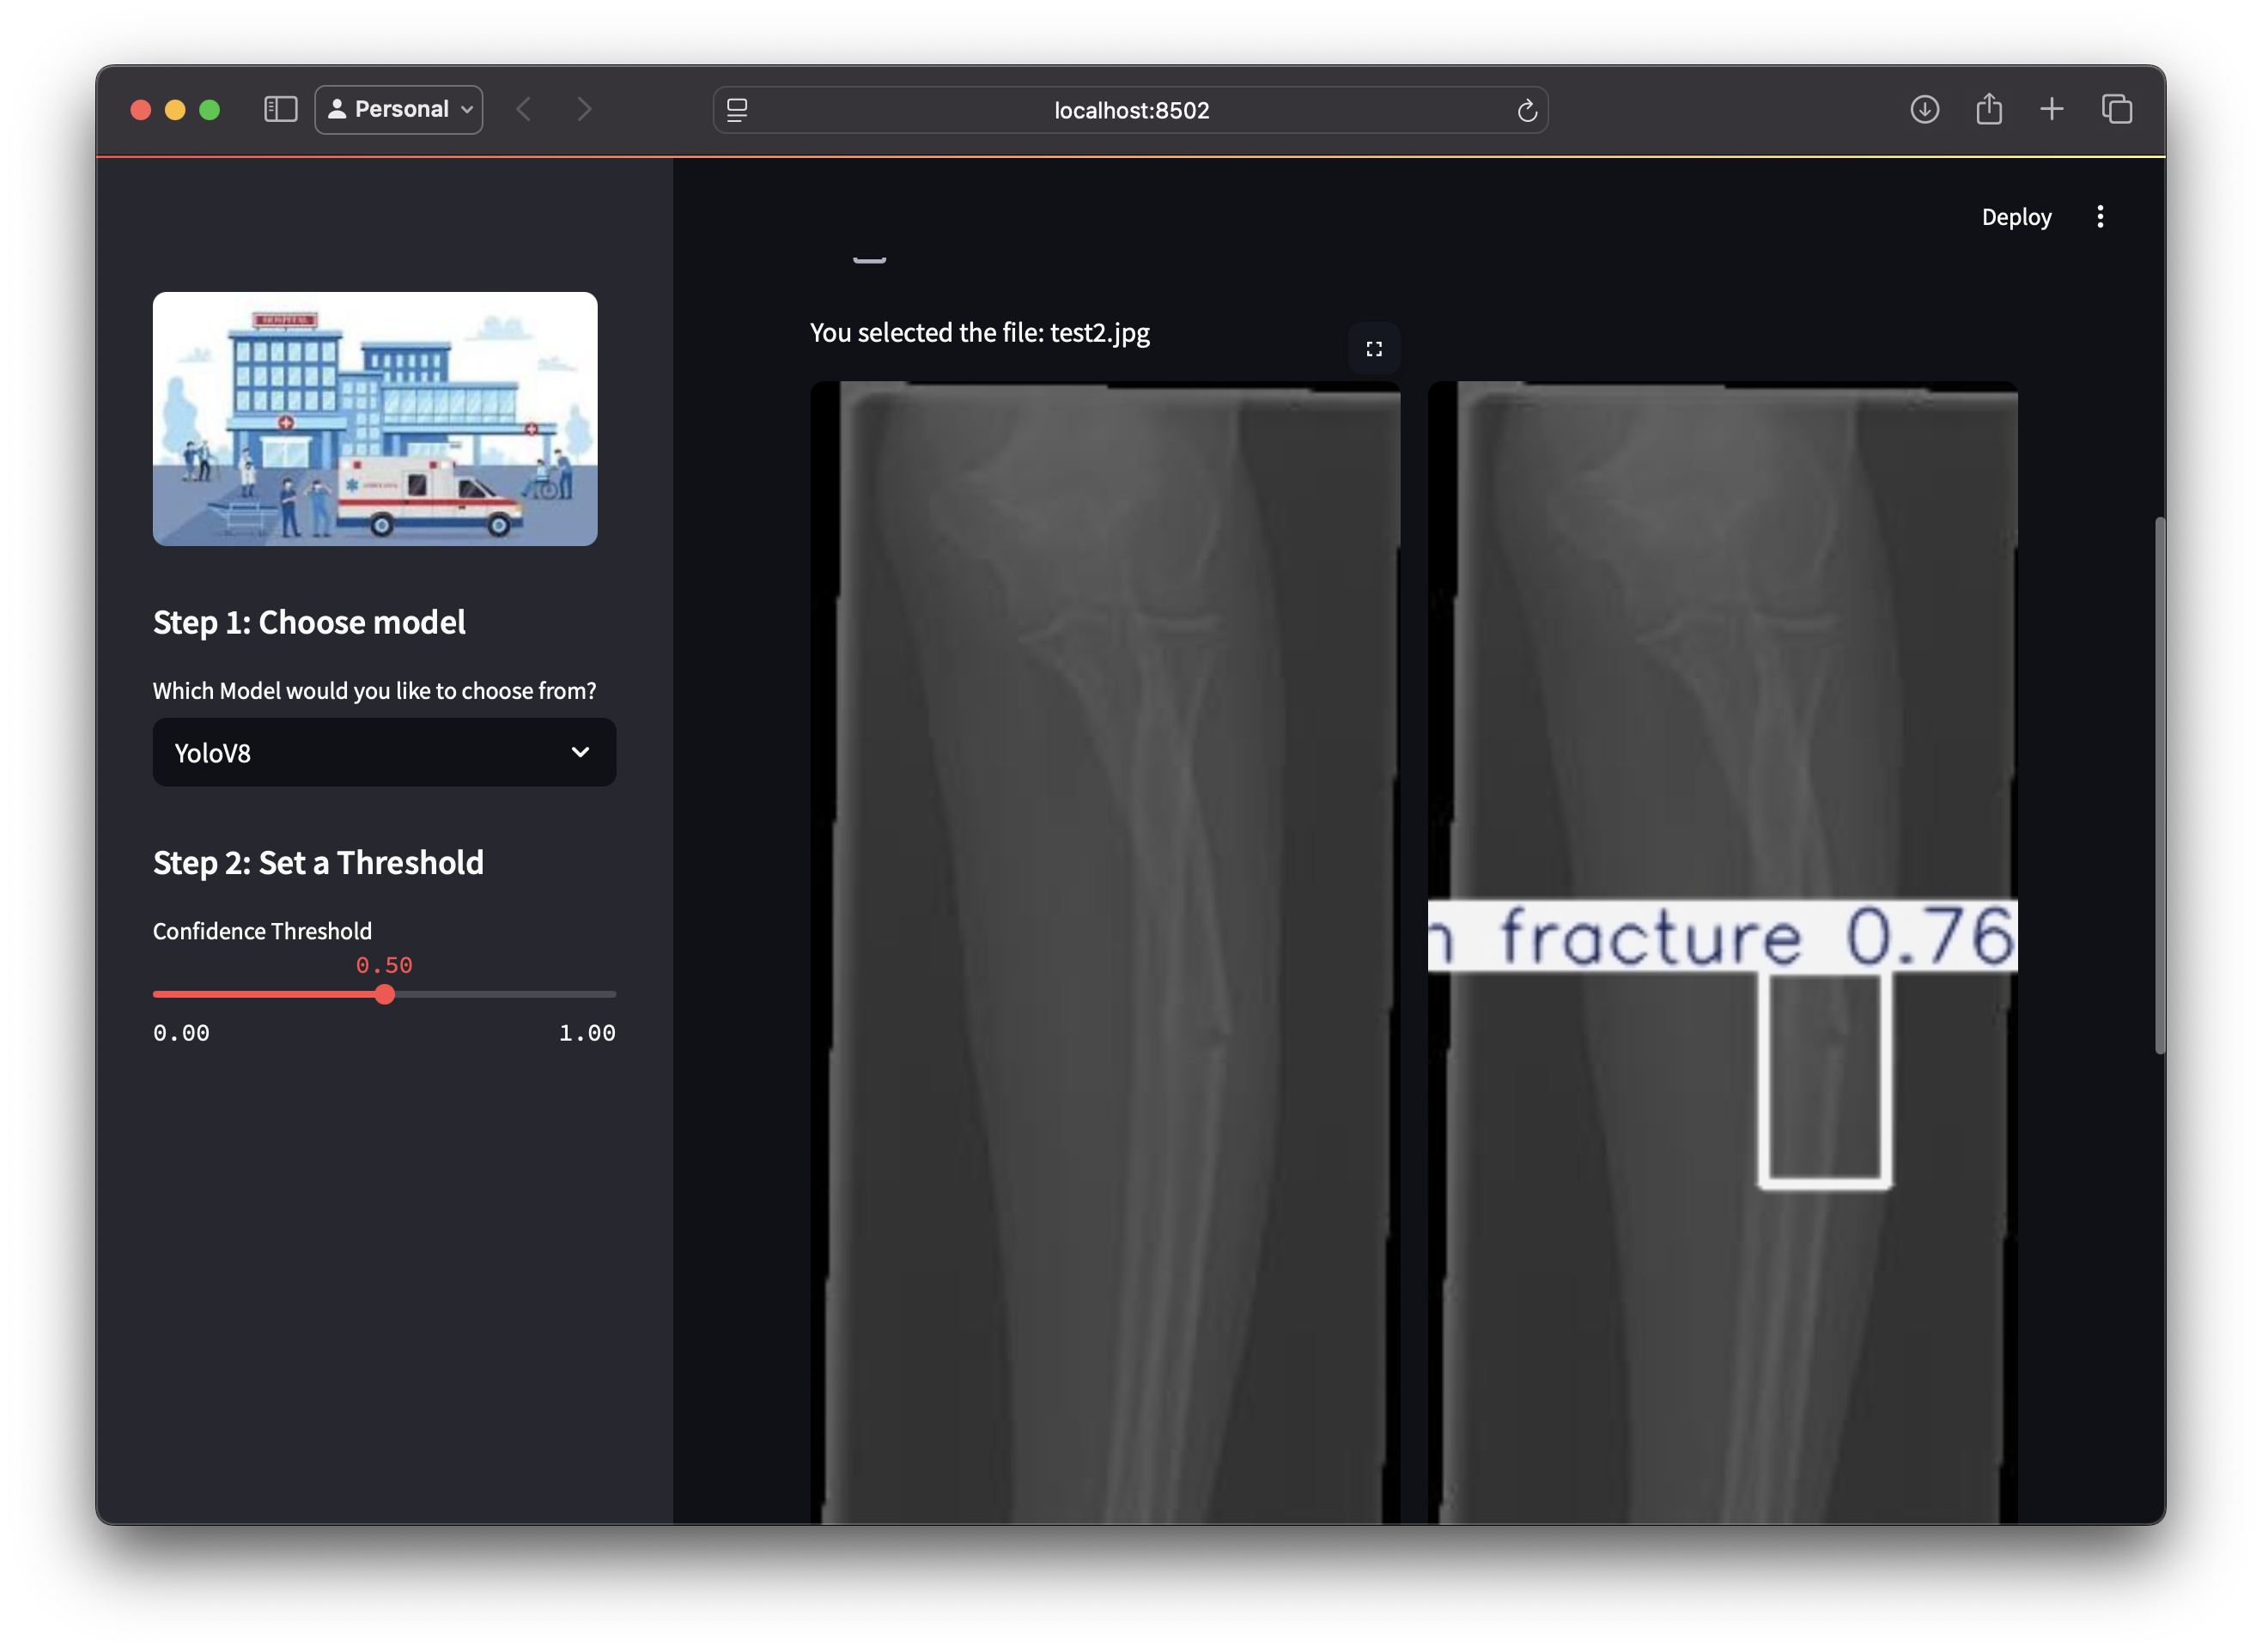 Personal
localhost:8502
Deploy
HOSPITAL
Step 1: Choose model
Which Model would you like to choose from?
YoloV8
Step 2: Set a Threshold
Confidence Threshold
0.50
0.00 1.00
You selected the file: test2.jpg
n fracture 0.76